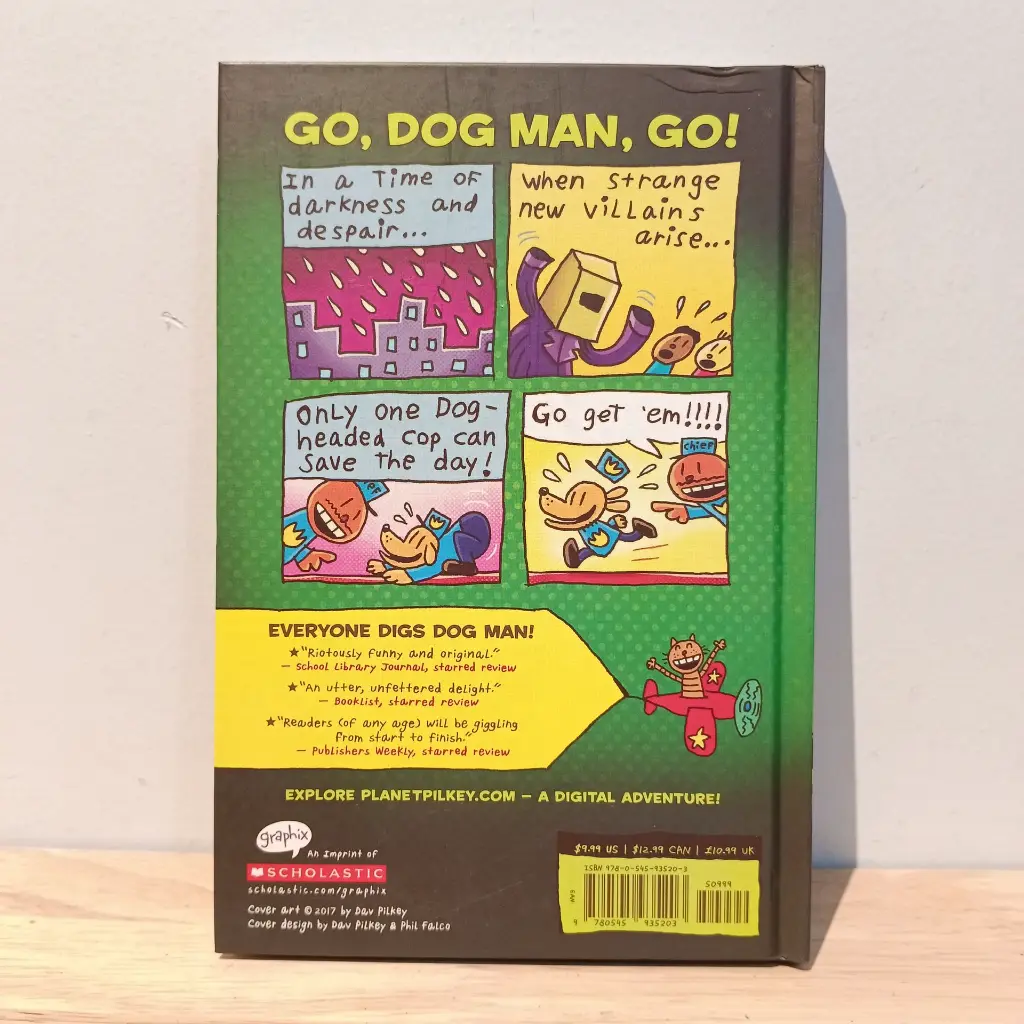 GO, DOG MAN, GO!
In a Time OF
darkness and
despair...
When strange
new viLLains
arise...
Only one Dog-
headed Cop can
Save the day!
Go get 'em!!!!
chief
EF
EVERYONE DIGS DOG MAN!
★"Riotously funny and original."
— School Library Journal, starred review
★"An utter, unfettered delight."
— Booklist, starred review
★"Readers (of any age) will be giggling
from start to finish."
— Publishers Weekly, starred review
EXPLORE PLANETPILKEY.COM — A DIGITAL ADVENTURE!
graphix
An Imprint of
SCHOLASTIC
scholastic.com/graphix
Cover art © 2017 by Dav Pilkey
Cover design by Dav Pilkey & Phil Falco
$9.99 US | $12.99 CAN | £10.99 UK
ISBN 978-0-545-93520-3
50999
EAN
9 780545 935203